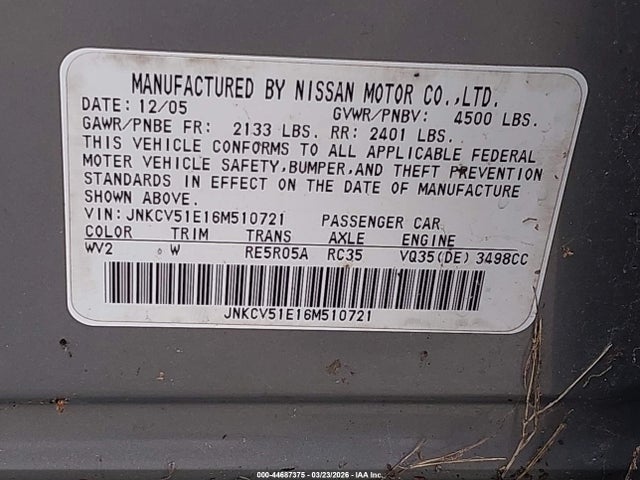 MANUFACTURED BY NISSAN MOTOR CO.,LTD.
DATE: 12/05 GVWR/PNBV: 4500 LBS.
GAWR/PNBE FR: 2133 LBS. RR: 2401 LBS.
THIS VEHICLE CONFORMS TO ALL APPLICABLE FEDERAL
MOTER VEHICLE SAFETY,BUMPER,AND THEFT PREVENTION
STANDARDS IN EFFECT ON THE DATE OF MANUFACTURE
SHOWN ABOVE.
VIN:JNKCV51E16M510721 PASSENGER CAR
COLOR TRIM TRANS AXLE ENGINE
WV2 W RE5R05A RC35 VQ35(DE) 3498CC
JNKCV51E16M510721
©-- 44687375 -- 03/23/2026 -- IAA Inc.